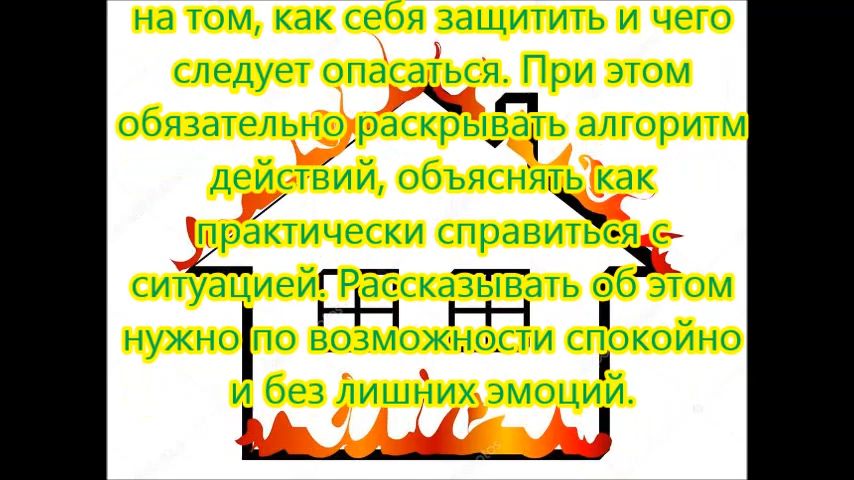 на том, как себя защитить и чего
следует опасаться. При этом
обязательно раскрывать алгоритм
действий, объяснять как
практически справиться с
ситуацией. Рассказывать об этом
нужно по возможности спокойно
и без лишних эмоций.